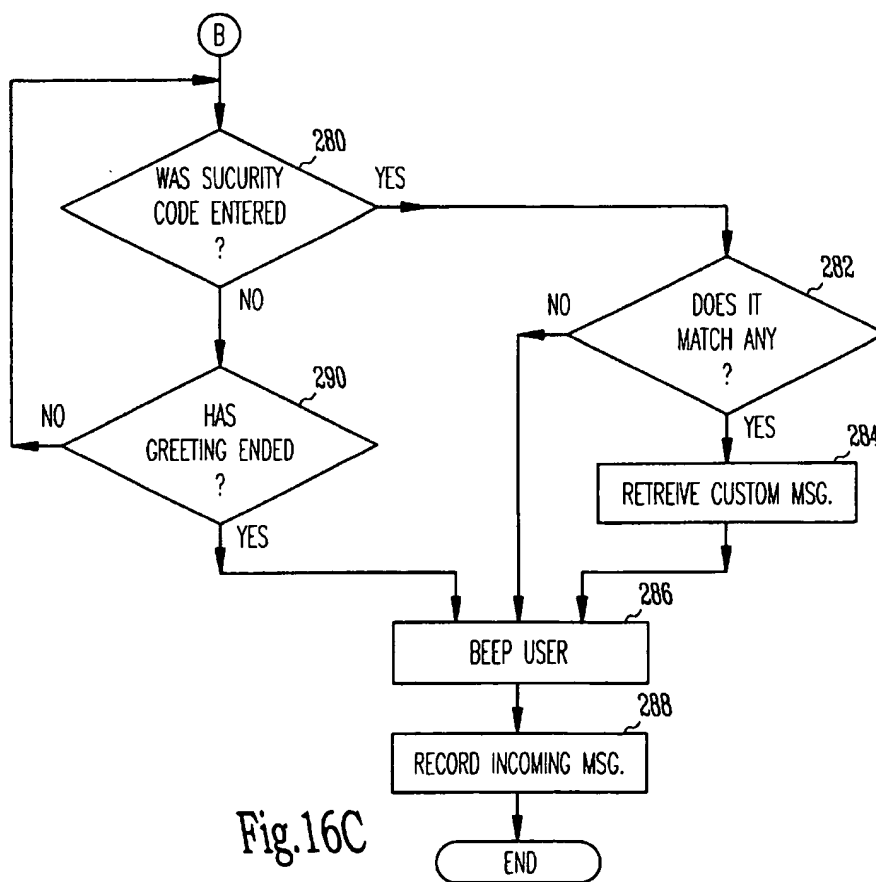 B
280
WAS SUCURITY
CODE ENTERED
?
YES
NO
282
DOES IT
MATCH ANY
?
NO
YES
290
HAS
GREETING ENDED
?
NO
YES
284
RETREIVE CUSTOM MSG.
286
BEEP USER
288
RECORD INCOMING MSG.
END
Fig.16C